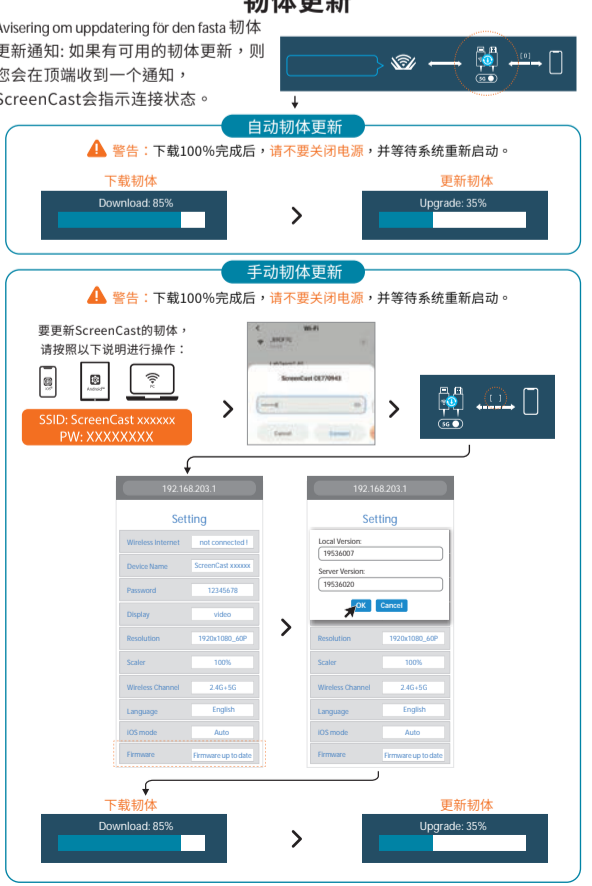 韧体更新
Avisering om uppdatering för den fasta 韧体
更新通知: 如果有可用的韧体更新，则
您会在顶端收到一个通知，
ScreenCast会指示连接状态。
5G
自动韧体更新
警告：下载100％完成后，请不要关闭电源，并等待系统重新启动。
下载韧体
更新韧体
Download: 85%
Upgrade: 35%
手动韧体更新
警告：下载100％完成后，请不要关闭电源，并等待系统重新启动。
要更新ScreenCast的韧体，
请按照以下说明进行操作：
iOS
Android™
PC
SSID: ScreenCast xxxxxx
PW: XXXXXXXX
Wi-Fi
ScreenCast CE770943
Cancel
Connect
5G
192.168.203.1
Setting
Wireless Internet not connected !
Device Name ScreenCast xxxxxx
Password 12345678
Display video
Resolution 1920x1080_60P
Scaler 100%
Wireless Channel 2.4G+5G
Language English
iOS mode Auto
Firmware Firmware up to date
192.168.203.1
Setting
Local Version:
19536007
Server Version:
19536020
OK Cancel
Resolution 1920x1080_60P
Scaler 100%
Wireless Channel 2.4G+5G
Language English
iOS mode Auto
Firmware Firmware up to date
下载韧体
更新韧体
Download: 85%
Upgrade: 35%